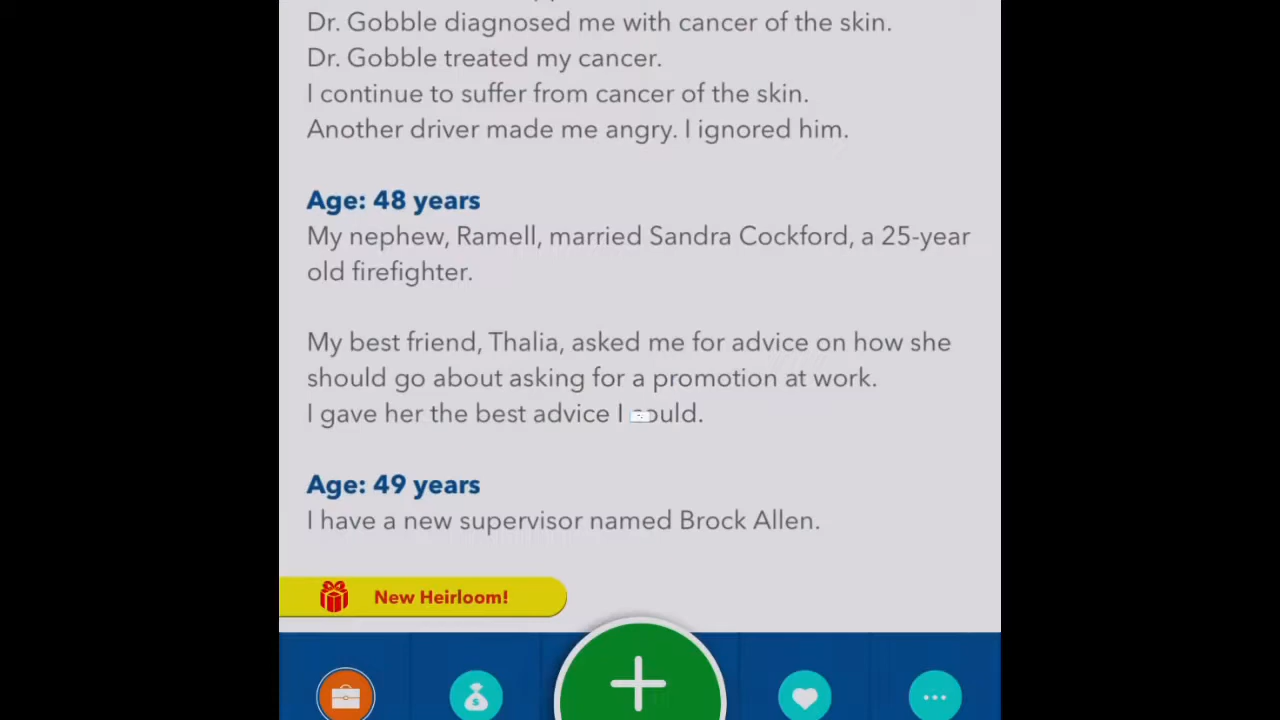 Dr. Gobble diagnosed me with cancer of the skin.
Dr. Gobble treated my cancer.
I continue to suffer from cancer of the skin.
Another driver made me angry. I ignored him.
Age: 48 years
My nephew, Ramell, married Sandra Cockford, a 25-year
old firefighter.
My best friend, Thalia, asked me for advice on how she
should go about asking for a promotion at work.
I gave her the best advice I could.
Age: 49 years
I have a new supervisor named Brock Allen.
New Heirloom!